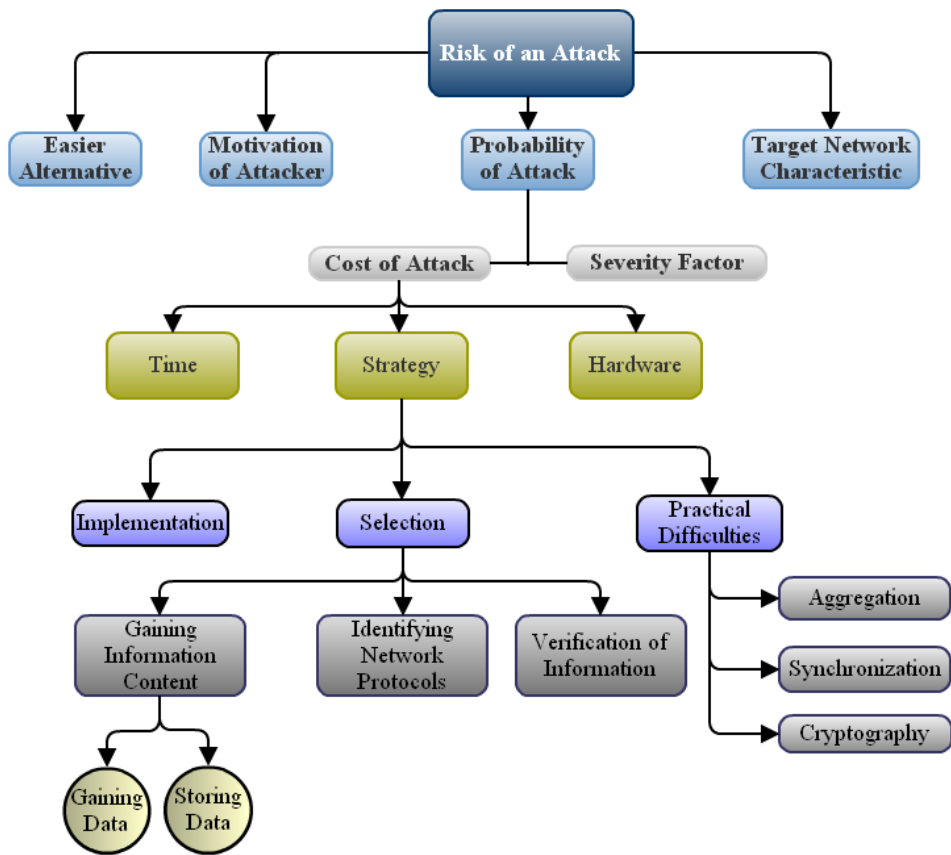 Risk of an Attack
Easier
Alternative
Motivation
of Attacker
Probability
of Attack
Target Network
Characteristic
Cost of Attack
Severity Factor
Time
Strategy
Hardware
Implementation
Selection
Practical
Difficulties
Gaining
Information
Content
Identifying
Network
Protocols
Verification of
Information
Aggregation
Synchronization
Cryptography
Gaining
Data
Storing
Data